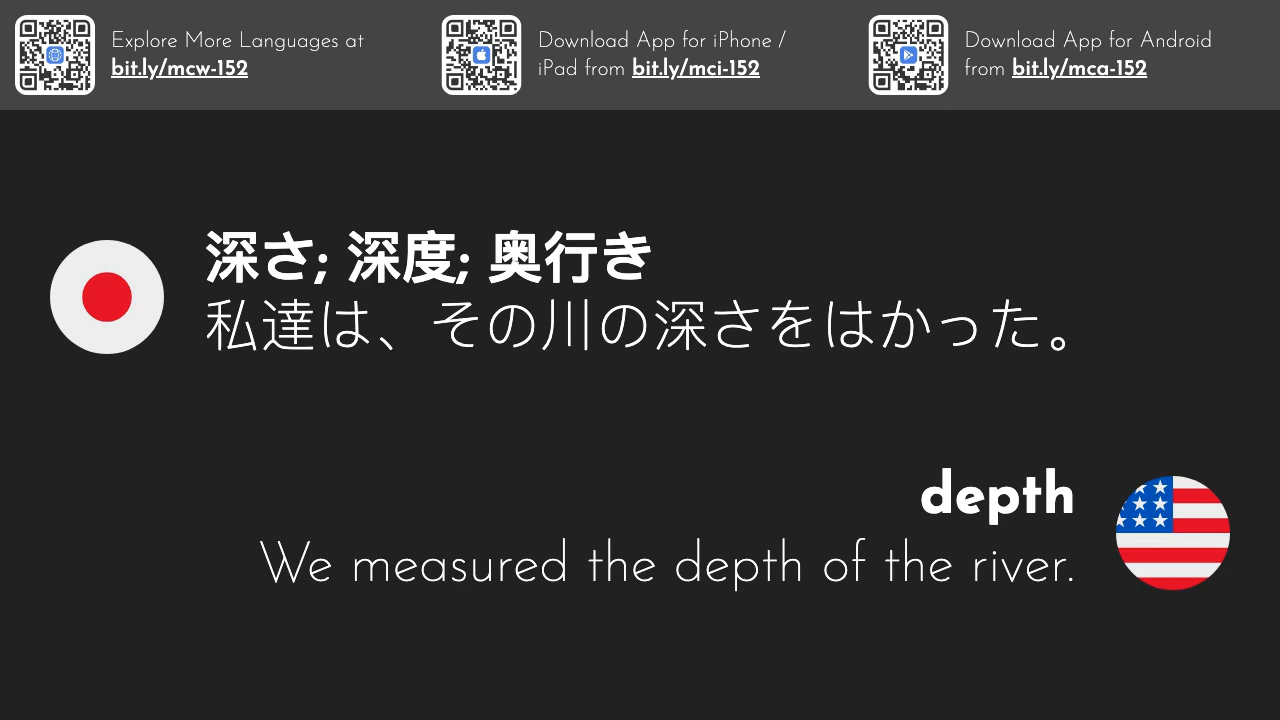 Explore More Languages at
bit.ly/mcw-152
Download App for iPhone /
iPad from bit.ly/mci-152
Download App for Android
from bit.ly/mca-152
深さ; 深度; 奥行き
私達は、その川の深さをはかった。
depth
We measured the depth of the river.